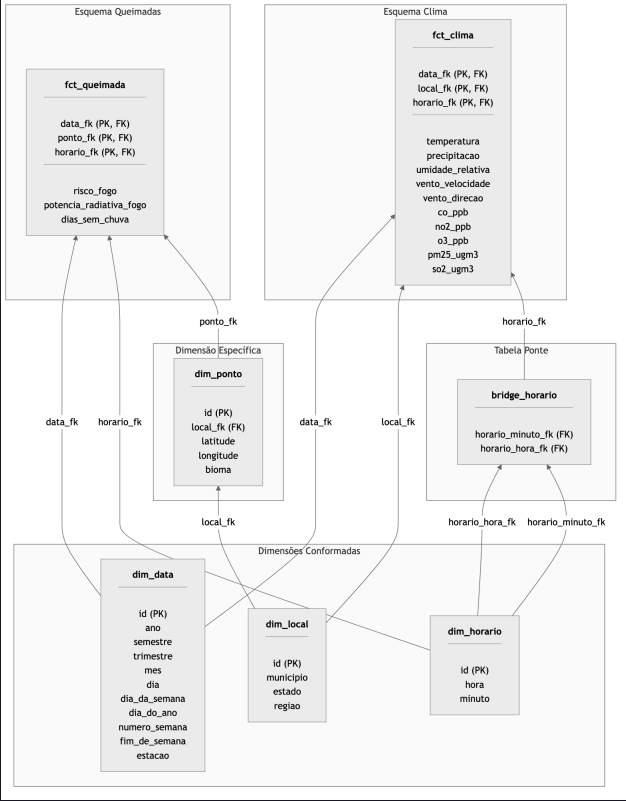 Esquema Queimadas
fct_queimada
data_fk (PK, FK)
ponto_fk (PK, FK)
horario_fk (PK, FK)
risco_fogo
potencia_radiativa_fogo
dias_sem_chuva
Esquema Clima
fct_clima
data_fk (PK, FK)
local_fk (PK, FK)
horario_fk (PK, FK)
temperatura
precipitacao
umidade_relativa
vento_velocidade
vento_direcao
co_ppb
no2_ppb
o3_ppb
pm25_ugm3
so2_ugm3
ponto_fk
horario_fk
Dimensão Específica
dim_ponto
id (PK)
local_fk (FK)
latitude
longitude
bioma
Tabela Ponte
bridge_horario
horario_minuto_fk (FK)
horario_hora_fk (FK)
data_fk
horario_fk
data_fk
local_fk
local_fk
horario_hora_fk
horario_minuto_fk
Dimensões Conformadas
dim_data
id (PK)
ano
semestre
trimestre
mes
dia
dia_da_semana
dia_do_ano
numero_semana
fim_de_semana
estacao
dim_local
id (PK)
municipio
estado
regiao
dim_horario
id (PK)
hora
minuto